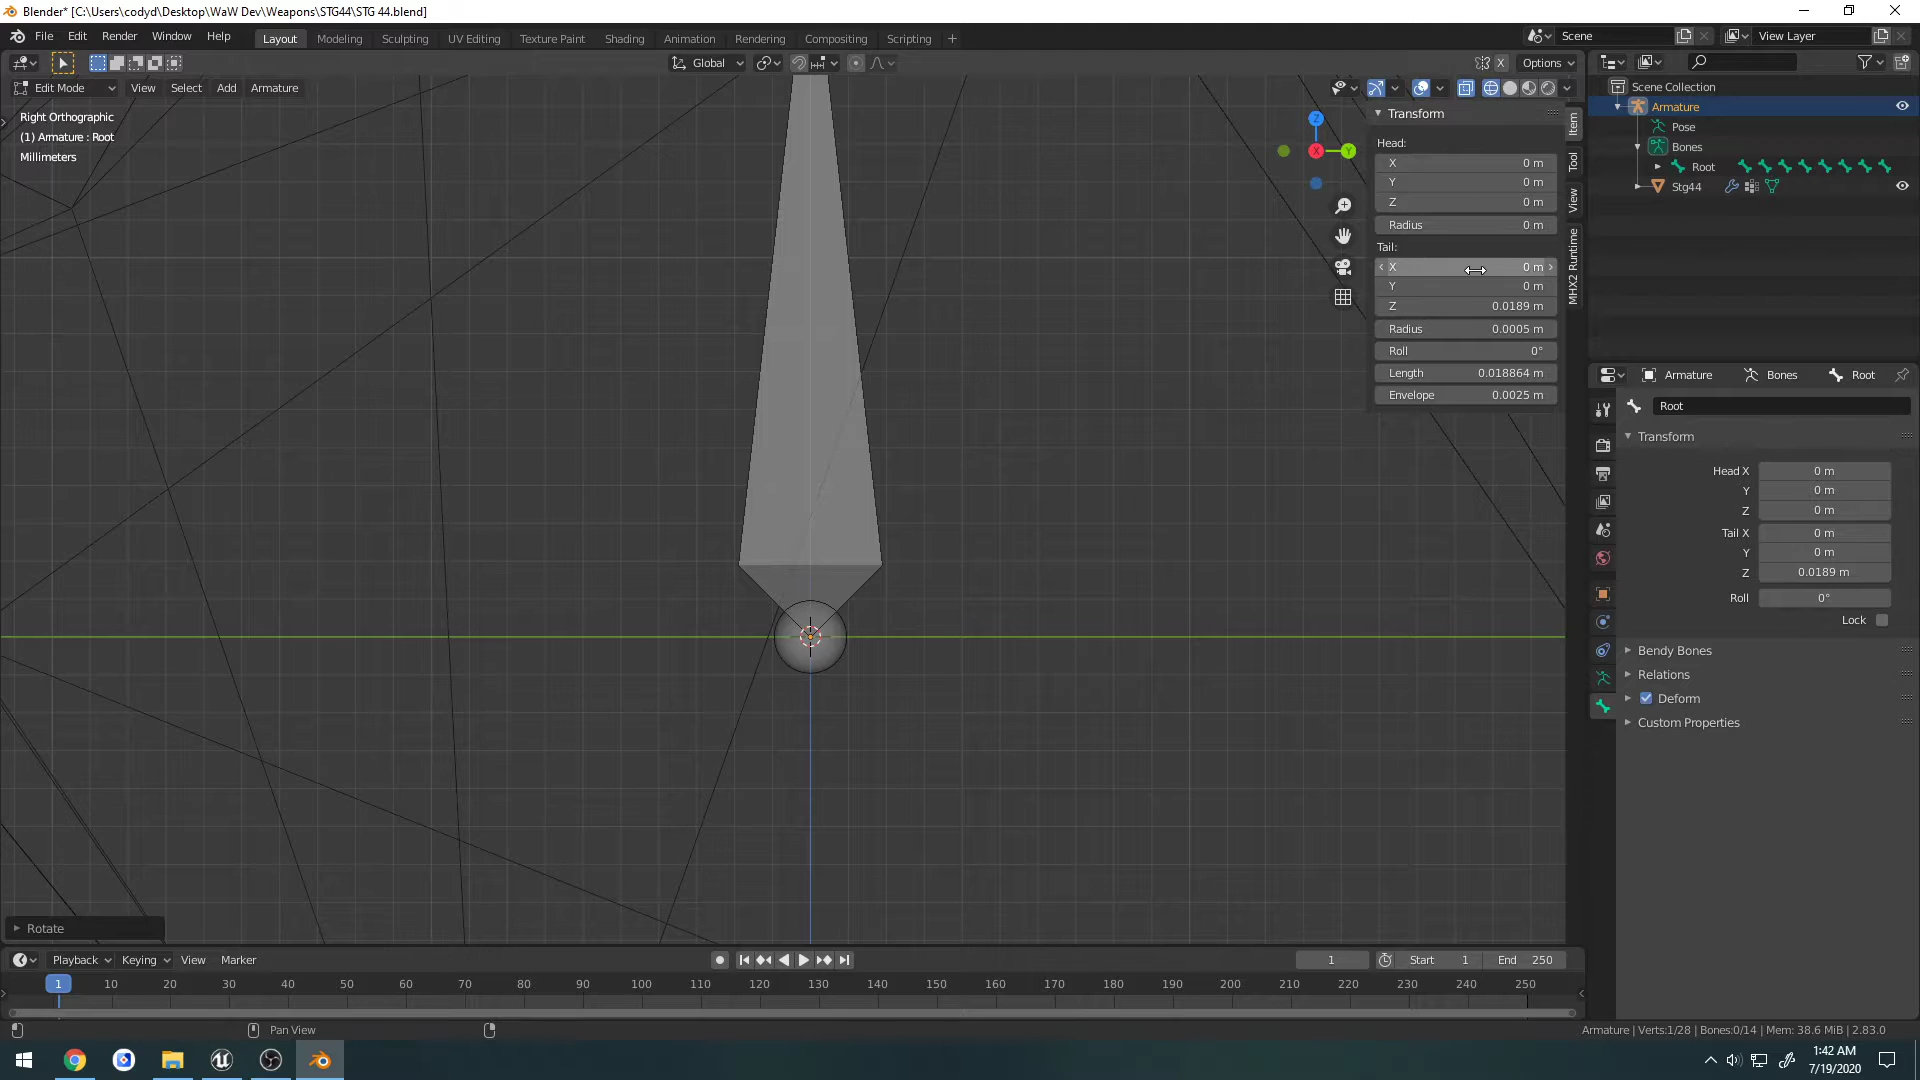 Blender* [C:\Users\codyd\Desktop\WaW Dev\Weapons\STG44\STG 44.blend]
File Edit Render Window Help Layout Modeling Sculpting UV Editing Texture Paint Shading Animation Rendering Compositing Scripting + Scene View Layer
Global X Options
Edit Mode View Select Add Armature
Right Orthographic
(1) Armature : Root
Millimeters
Z
X
Y
Transform
Head:
X 0 m
Y 0 m
Z 0 m
Radius 0 m
Tail:
X 0 m
Y 0 m
Z 0.0189 m
Radius 0.0005 m
Roll 0°
Length 0.018864 m
Envelope 0.0025 m
Item
Tool
View
MHX2 Runtime
Scene Collection
Armature
Pose
Bones
Root
Stg44
Armature Bones Root
Root
Transform
Head X 0 m
Y 0 m
Z 0 m
Tail X 0 m
Y 0 m
Z 0.0189 m
Roll 0°
Lock
Bendy Bones
Relations
Deform
Custom Properties
Rotate
Playback Keying View Marker 1 Start 1 End 250
1 10 20 30 40 50 60 70 80 90 100 110 120 130 140 150 160 170 180 190 200 210 220 230 240 250
Pan View
Armature | Verts:1/28 | Bones:0/14 | Mem: 38.6 MiB | 2.83.0
1:42 AM
7/19/2020